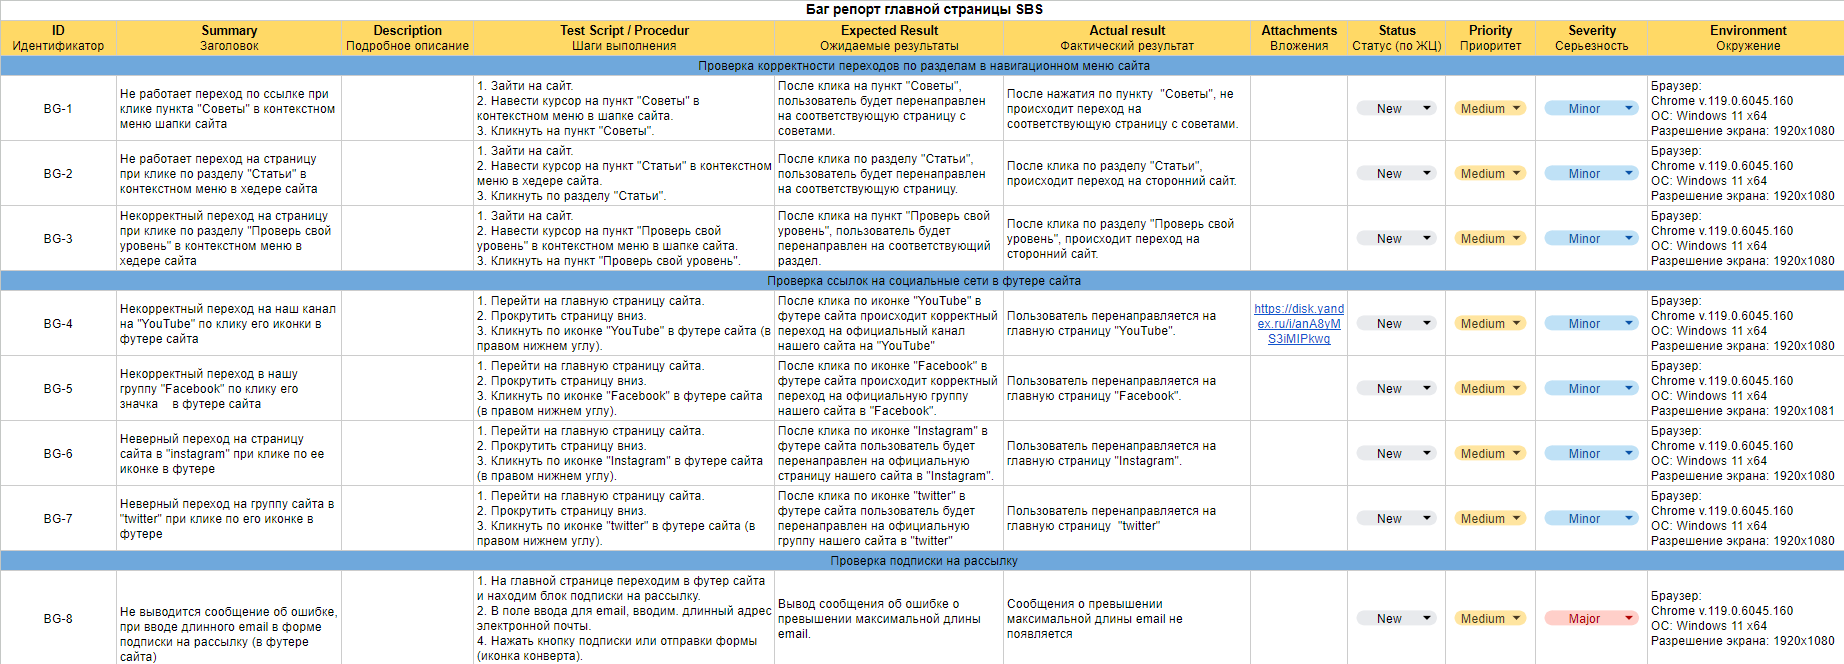 Баг репорт главной страницы SBS
ID
Идентификатор
Summary
Заголовок
Description
Подробное описание
Test Script / Procedur
Шаги выполнения
Expected Result
Ожидаемые результаты
Actual result
Фактический результат
Attachments
Вложения
Status
Статус (по ЖЦ)
Priority
Приоритет
Severity
Серьезность
Environment
Окружение
Проверка корректности переходов по разделам в навигационном меню сайта
BG-1
Не работает переход по ссылке при
клике пункта "Советы" в контекстном
меню шапки сайта
1. Зайти на сайт.
2. Навести курсор на пункт "Советы" в
контекстном меню в шапке сайта.
3. Кликнуть на пункт "Советы".
После клика на пункт "Советы",
пользователь будет перенаправлен
на соответствующую страницу с
советами.
После нажатия по пункту  "Советы", не
происходит переход на
соответствующую страницу с советами.
New
Medium
Minor
Браузер:
Chrome v.119.0.6045.160
ОС: Windows 11 x64
Разрешение экрана: 1920x1080
BG-2
Не работает переход на страницу
при клике по разделу "Статьи" в
контекстном меню в хедере сайта
1. Зайти на сайт.
2. Навести курсор на пункт "Статьи" в контекстном
меню в хедере сайта.
3. Кликнуть по разделу "Статьи".
После клика по разделу "Статьи",
пользователь будет перенаправлен
на соответствующую страницу.
После клика по разделу "Статьи",
происходит переход на сторонний сайт.
New
Medium
Minor
Браузер:
Chrome v.119.0.6045.160
ОС: Windows 11 x64
Разрешение экрана: 1920x1080
BG-3
Некорректный переход на страницу
при клике по разделу "Проверь свой
уровень" в контекстном меню в
хедере сайта
1. Зайти на сайт.
2. Навести курсор на пункт "Проверь свой
уровень" в контекстном меню в шапке сайта.
3. Кликнуть на пункт "Проверь свой уровень".
После клика на пункт "Проверь свой
уровень", пользователь будет
перенаправлен на соответствующий
раздел.
После клика по разделу "Проверь свой
уровень", происходит переход на
сторонний сайт.
New
Medium
Minor
Браузер:
Chrome v.119.0.6045.160
ОС: Windows 11 x64
Разрешение экрана: 1920x1080
Проверка ссылок на социальные сети в футере сайта
BG-4
Некорректный переход на наш канал
на "YouTube" по клику его иконки в
футере сайта
1. Перейти на главную страницу сайта.
2. Прокрутить страницу вниз.
3. Кликнуть по иконке "YouTube" в футере сайта (в
правом нижнем углу).
После клика по иконке "YouTube" в
футере сайта происходит корректный
переход на официальный канал
нашего сайта на "YouTube"
Пользователь перенаправляется на
главную страницу "YouTube".
https://disk.yand
ex.ru/i/anA8yM
S3iMIPkwg
New
Medium
Minor
Браузер:
Chrome v.119.0.6045.160
ОС: Windows 11 x64
Разрешение экрана: 1920x1080
BG-5
Некорректный переход в нашу
группу "Facebook" по клику его
значка    в футере сайта
1. Перейти на главную страницу сайта.
2. Прокрутить страницу вниз.
3. Кликнуть по иконке "Facebook" в футере сайта
(в правом нижнем углу).
После клика по иконке "Facebook" в
футере сайта происходит корректный
переход на официальную группу
нашего сайта в "Facebook".
Пользователь перенаправляется на
главную страницу "Facebook".
New
Medium
Minor
Браузер:
Chrome v.119.0.6045.160
ОС: Windows 11 x64
Разрешение экрана: 1920x1081
BG-6
Неверный переход на страницу
сайта в "instagram" при клике по ее
иконке в футере
1. Перейти на главную страницу сайта.
2. Прокрутить страницу вниз.
3. Кликнуть по иконке "Instagram" в футере сайта
(в правом нижнем углу).
После клика по иконке "Instagram" в
футере сайта пользователь будет
перенаправлен на официальную
страницу нашего сайта в "Instagram".
Пользователь перенаправляется на
главную страницу "Instagram".
New
Medium
Minor
Браузер:
Chrome v.119.0.6045.160
ОС: Windows 11 x64
Разрешение экрана: 1920x1080
BG-7
Неверный переход на группу сайта в
"twitter" при клике по его иконке в
футере
1. Перейти на главную страницу сайта.
2. Прокрутить страницу вниз.
3. Кликнуть по иконке "twitter" в футере сайта (в
правом нижнем углу).
После клика по иконке "twitter" в
футере сайта пользователь будет
перенаправлен на официальную
группу нашего сайта в "twitter"
Пользователь перенаправляется на
главную страницу  "twitter"
New
Medium
Minor
Браузер:
Chrome v.119.0.6045.160
ОС: Windows 11 x64
Разрешение экрана: 1920x1080
Проверка подписки на рассылку
BG-8
Не выводится сообщение об ошибке,
при вводе длинного email в форме
подписки на рассылку (в футере
сайта)
1. На главной странице переходим в футер сайта
и находим блок подписки на рассылку.
2. В поле ввода для email, вводим. длинный адрес
электронной почты.
4. Нажать кнопку подписки или отправки формы
(иконка конверта).
Вывод сообщения об ошибке о
превышении максимальной длины
email.
Сообщения о превышении
максимальной длины email не
появляется
New
Medium
Major
Браузер:
Chrome v.119.0.6045.160
ОС: Windows 11 x64
Разрешение экрана: 1920x1080